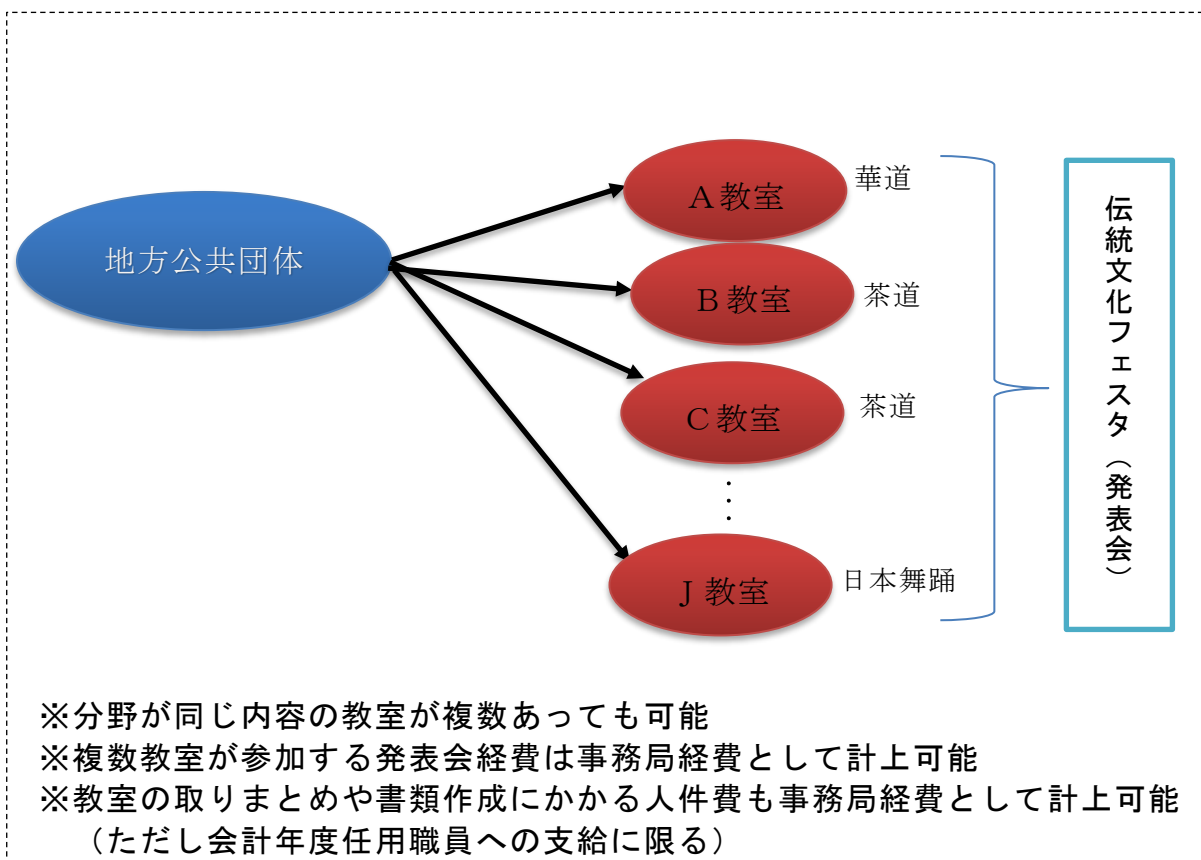 地方公共団体
A教室
華道
B教室
茶道
C教室
茶道
・・・
J教室
日本舞踊
伝統文化フェスタ（発表会）
※分野が同じ内容の教室が複数あっても可能
※複数教室が参加する発表会経費は事務局経費として計上可能
※教室の取りまとめや書類作成にかかる人件費も事務局経費として計上可能
（ただし会計年度任用職員への支給に限る）